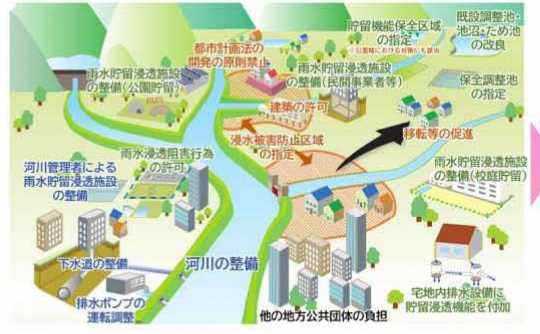 貯留機能保全区域
の指定
既設調整池・
池沼・ため池
の改良
都市計画法の
開発の原則禁止
雨水貯留浸透施設
の整備(公園貯留)
雨水貯留浸透施設
の整備(民間事業者等)
保全調整池
の指定
建築の許可
浸水被害防止区域
の指定
移転等の促進
雨水浸透阻害行為
の許可
河川管理者による
雨水貯留浸透施設
の整備
雨水貯留浸透施設
の整備(校庭貯留)
下水道の整備
河川の整備
排水ポンプの
運転調整
他の地方公共団体の負担
宅地内排水設備に
貯留浸透機能を付加